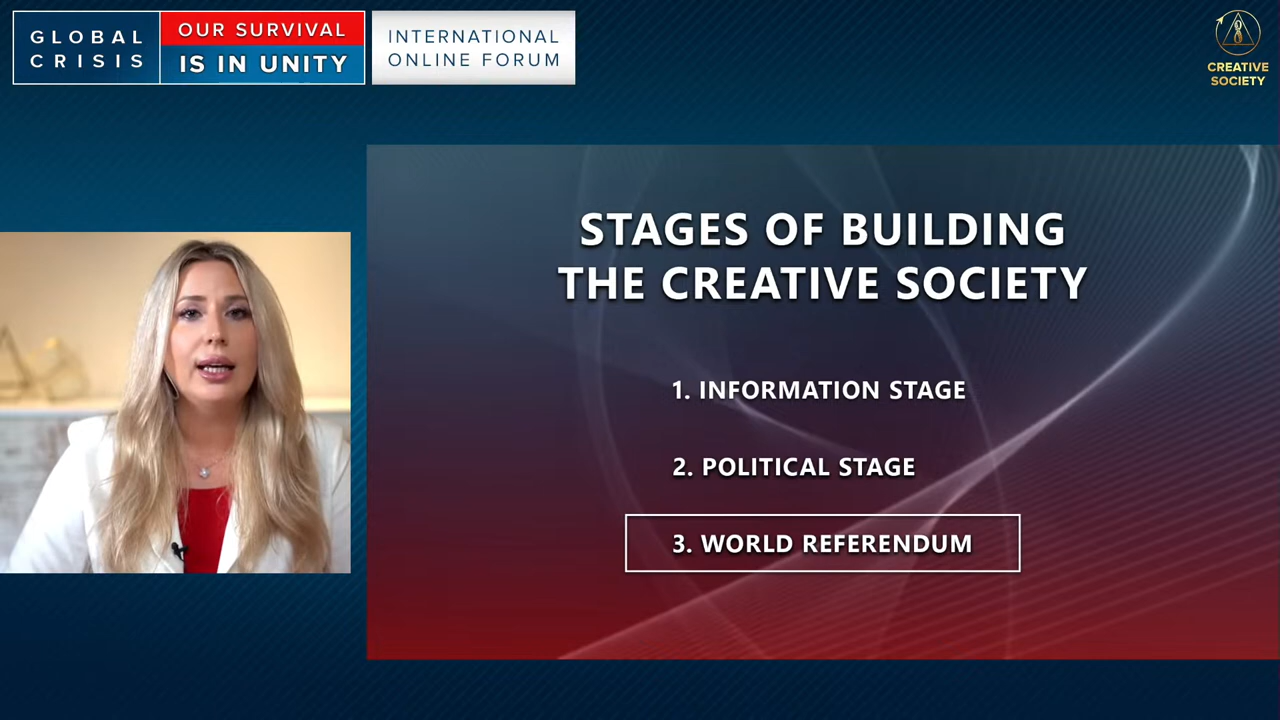 GLOBAL
CRISIS
OUR SURVIVAL
IS IN UNITY
INTERNATIONAL
ONLINE FORUM
CREATIVE
SOCIETY
STAGES OF BUILDING
THE CREATIVE SOCIETY
1. INFORMATION STAGE
2. POLITICAL STAGE
3. WORLD REFERENDUM